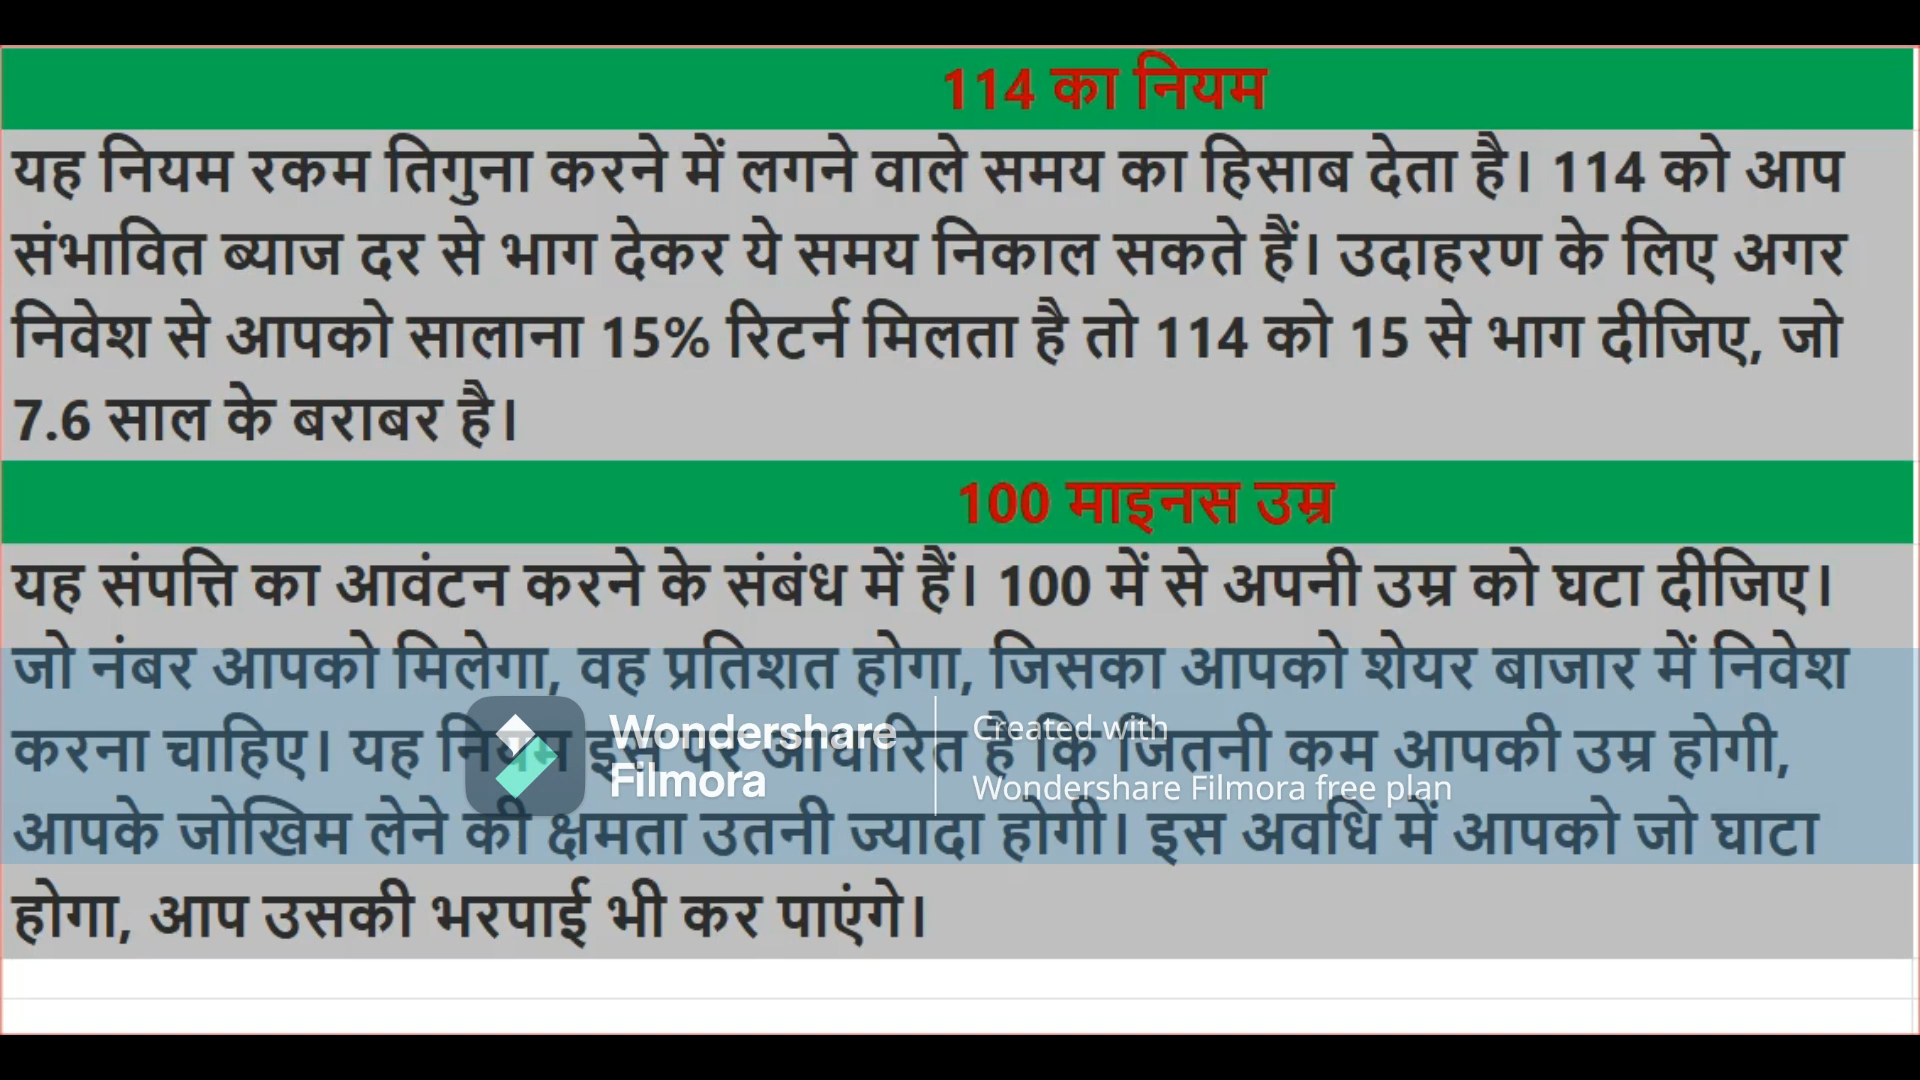 114 का नियम
यह नियम रकम तिगुना करने में लगने वाले समय का हिसाब देता है। 114 को आप
संभावित ब्याज दर से भाग देकर ये समय निकाल सकते हैं। उदाहरण के लिए अगर
निवेश से आपको सालाना 15% रिटर्न मिलता है तो 114 को 15 से भाग दीजिए, जो
7.6 साल के बराबर है।
100 माइनस उम्र
यह संपत्ति का आवंटन करने के संबंध में हैं। 100 में से अपनी उम्र को घटा दीजिए।
जो नंबर आपको मिलेगा, वह प्रतिशत होगा, जिसका आपको शेयर बाजार में निवेश
करना चाहिए। यह नियम पर आधारित है कि जितनी कम आपकी उम्र होगी,
Wondershare
Filmora
Created with
Wondershare Filmora free plan
आपके जोखिम लेने की क्षमता उतनी ज्यादा होगी। इस अवधि में आपको जो घाटा
होगा, आप उसकी भरपाई भी कर पाएंगे।